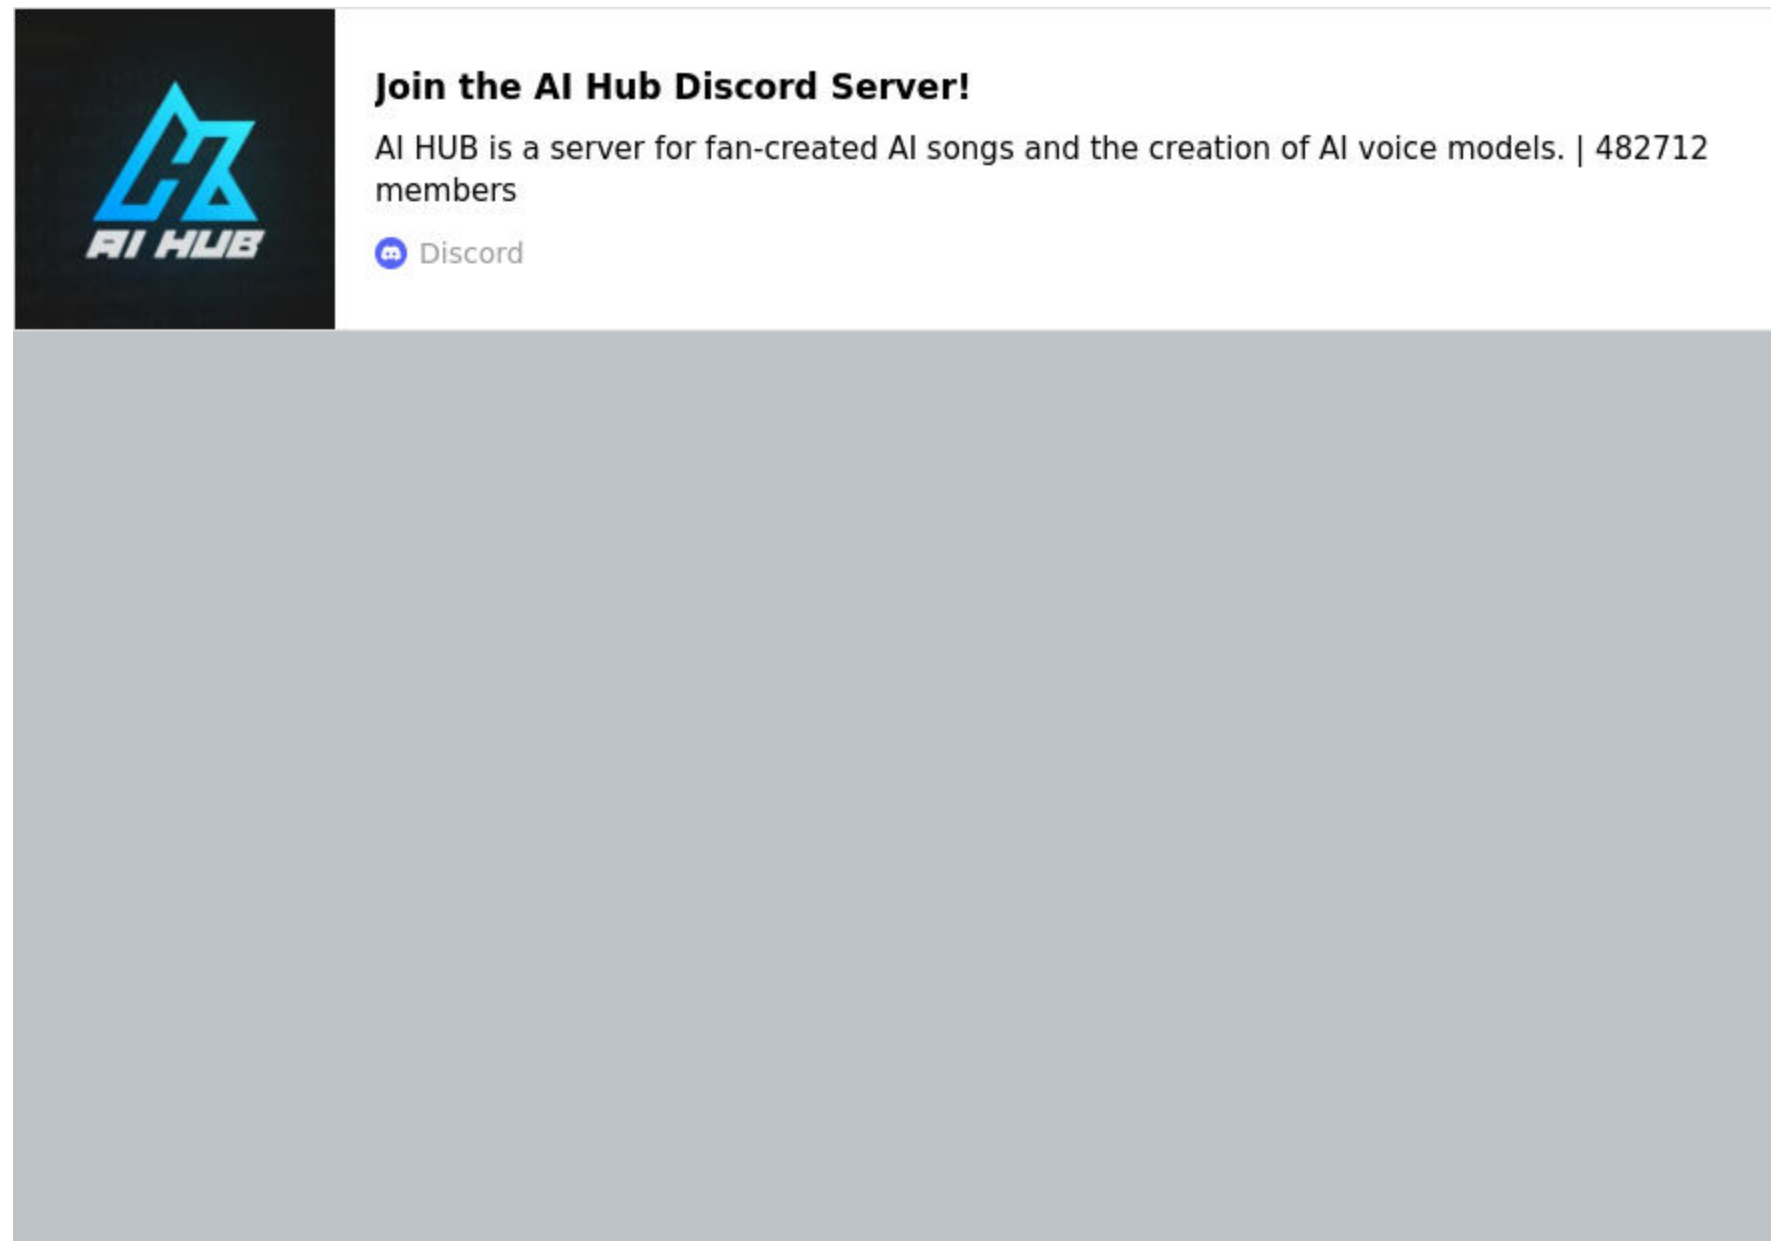 Join the AI Hub Discord Server!
AI HUB is a server for fan-created AI songs and the creation of AI voice models. | 482712
members
AI HUB
Discord